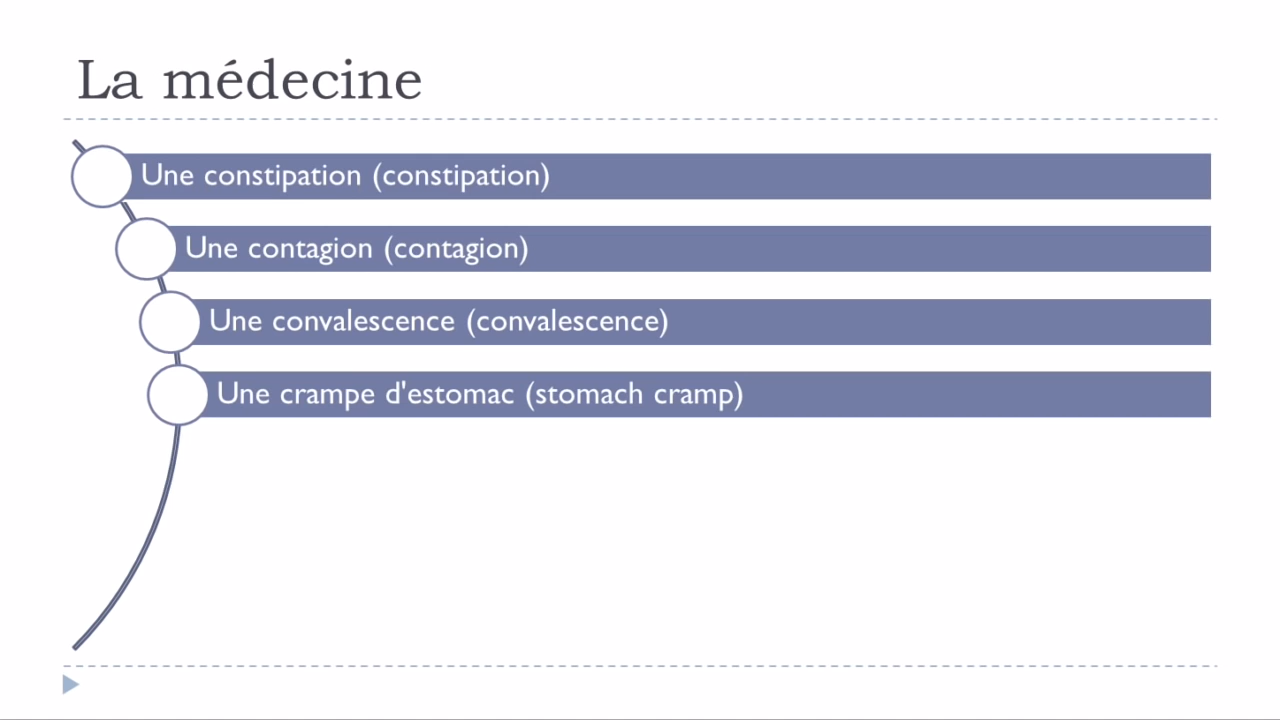 La médecine
Une constipation (constipation)
Une contagion (contagion)
Une convalescence (convalescence)
Une crampe d'estomac (stomach cramp)